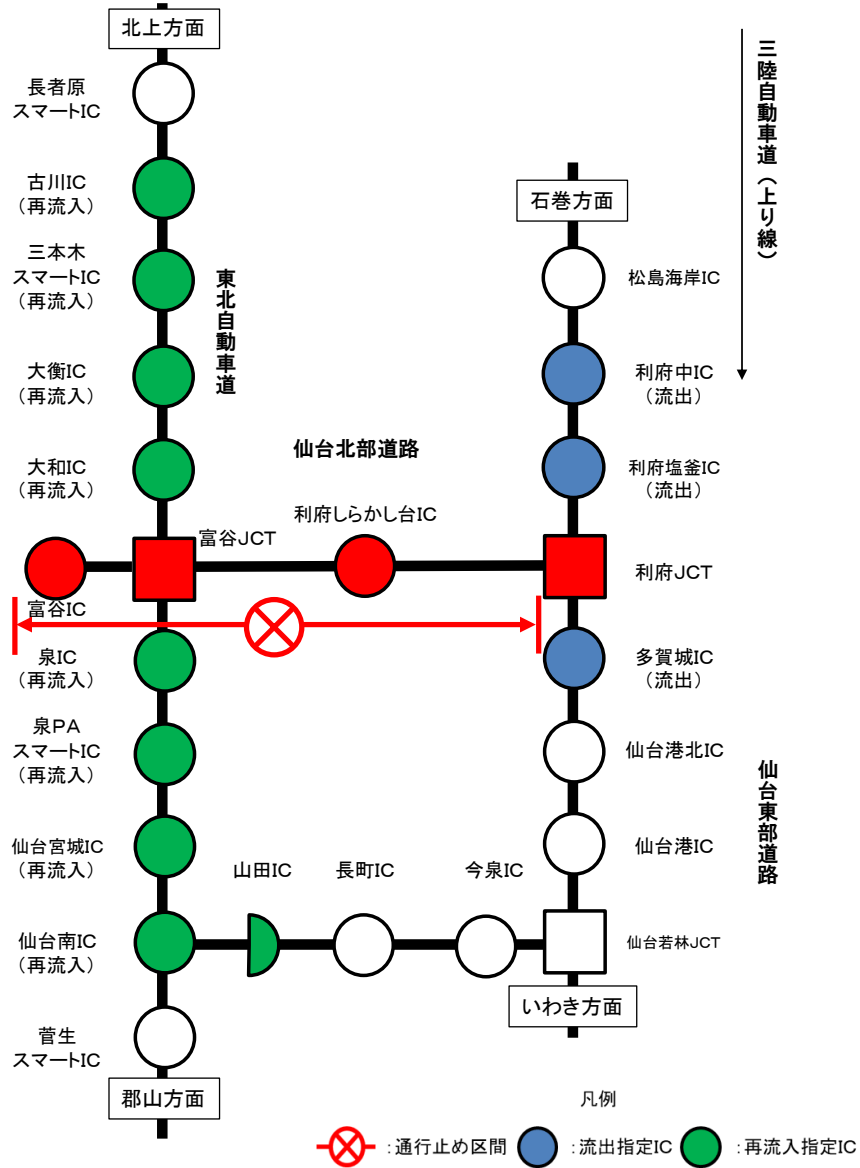 北上方面
長者原
スマートIC
古川IC
(再流入)
三本木
スマートIC
(再流入)
大衡IC
(再流入)
大和IC
(再流入)
富谷IC
泉IC
(再流入)
泉PA
スマートIC
(再流入)
仙台宮城IC
(再流入)
仙台南IC
(再流入)
菅生
スマートIC
郡山方面
東北自動車道
仙台北部道路
富谷JCT
利府しらかし台IC
山田IC
長町IC
今泉IC
石巻方面
松島海岸IC
利府中IC
(流出)
利府塩釜IC
(流出)
利府JCT
多賀城IC
(流出)
仙台港北IC
仙台港IC
仙台若林JCT
いわき方面
三陸自動車道(上り線)
仙台東部道路
凡例
:通行止め区間
:流出指定IC
:再流入指定IC